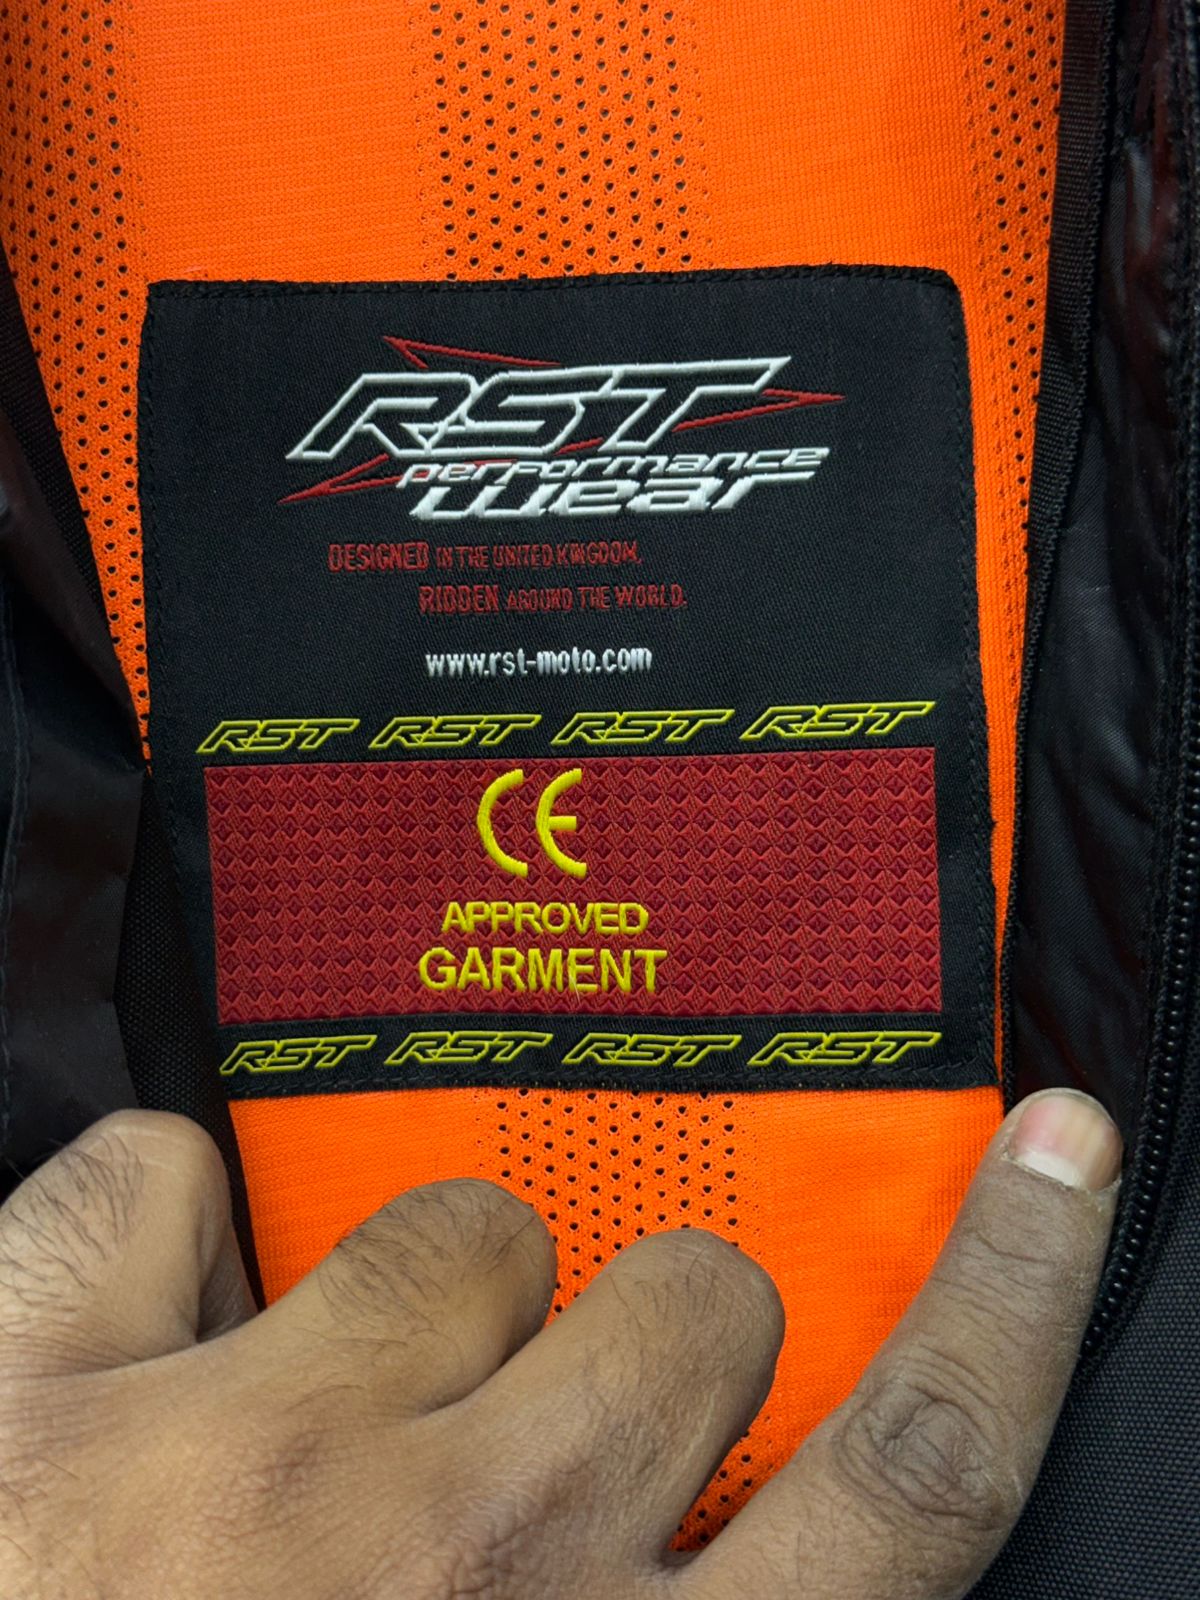 RST
performance
wear
DESIGNED IN THE UNITED KINGDOM,
RIDDEN AROUND THE WORLD.
www.rst-moto.com
RST RST RST RST
CE
APPROVED
GARMENT
RST RST RST RST